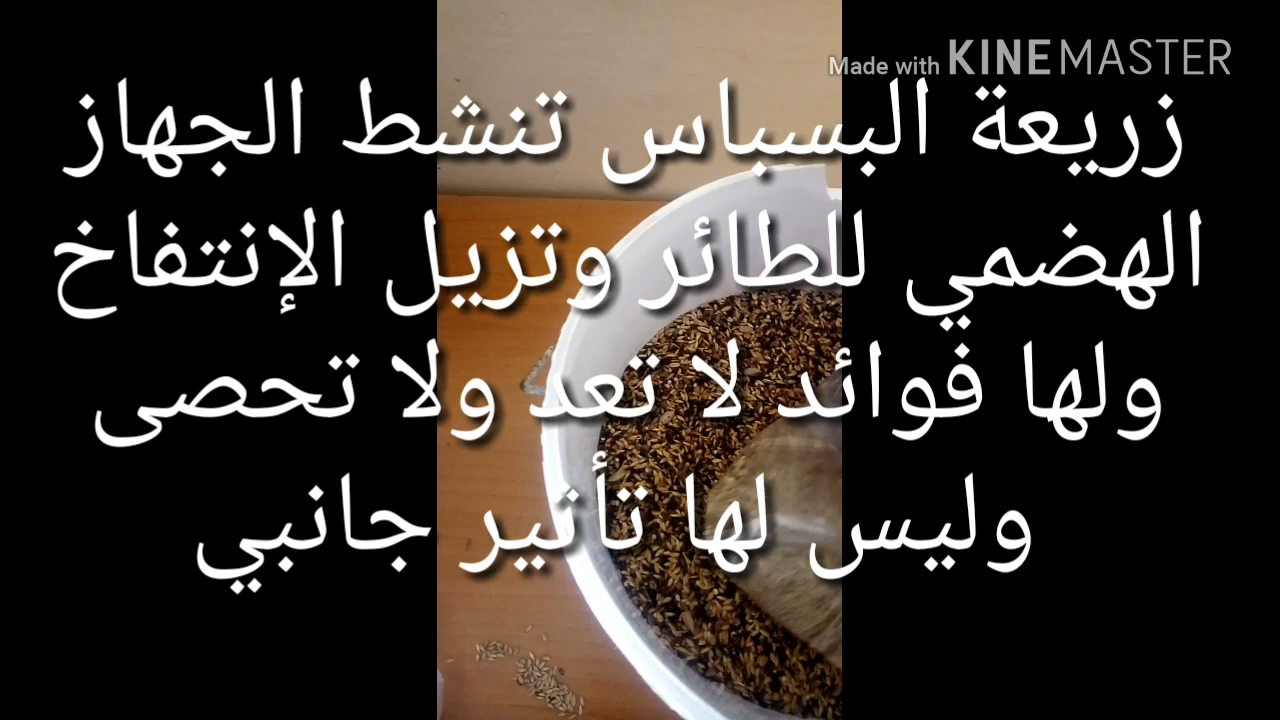 Made with KINEMASTER
زريعة البسباس تنشط الجهاز
الهضمي للطائر وتزيل الإنتفاخ
ولها فوائد لا تعد ولا تحصى
وليس لها تأثير جانبي